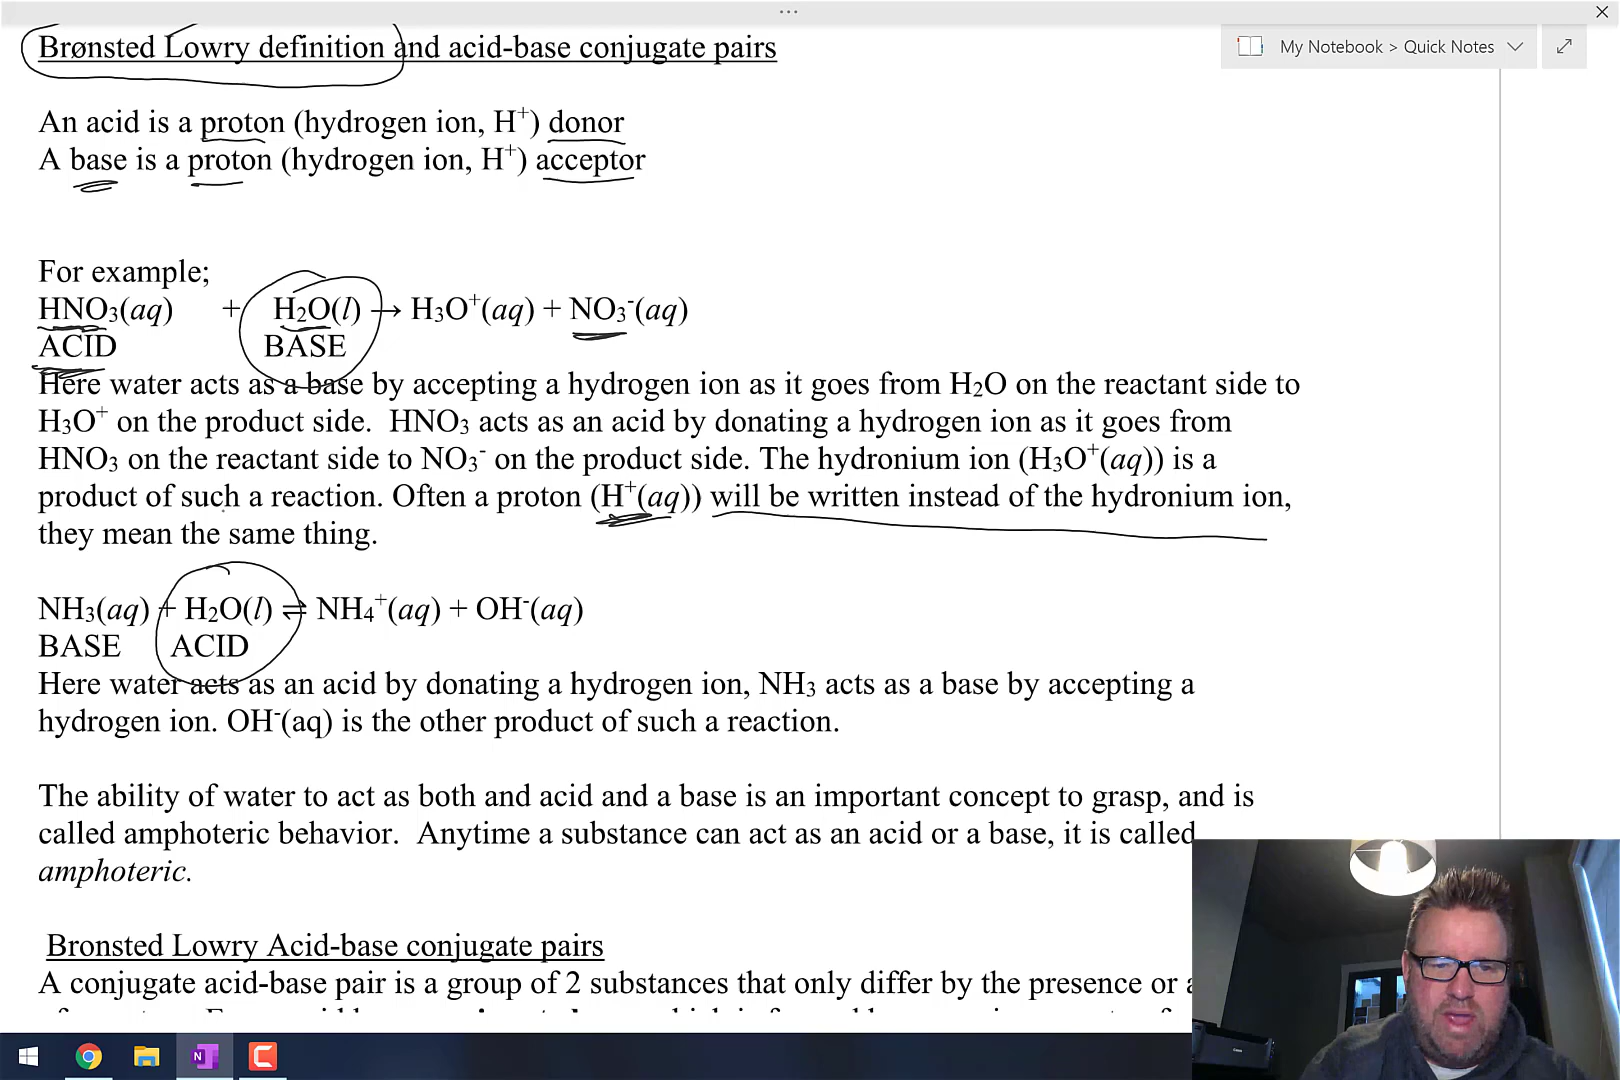 My Notebook > Quick Notes
Brønsted Lowry definition and acid-base conjugate pairs
An acid is a proton (hydrogen ion, H⁺) donor
A base is a proton (hydrogen ion, H⁺) acceptor
For example;
HNO₃(aq) + H₂O(l) → H₃O⁺(aq) + NO₃⁻(aq)
ACID BASE
Here water acts as a base by accepting a hydrogen ion as it goes from H₂O on the reactant side to
H₃O⁺ on the product side. HNO₃ acts as an acid by donating a hydrogen ion as it goes from
HNO₃ on the reactant side to NO₃⁻ on the product side. The hydronium ion (H₃O⁺(aq)) is a
product of such a reaction. Often a proton (H⁺(aq)) will be written instead of the hydronium ion,
they mean the same thing.
NH₃(aq) + H₂O(l) ⇌ NH₄⁺(aq) + OH⁻(aq)
BASE ACID
Here water acts as an acid by donating a hydrogen ion, NH₃ acts as a base by accepting a
hydrogen ion. OH⁻(aq) is the other product of such a reaction.
The ability of water to act as both and acid and a base is an important concept to grasp, and is
called amphoteric behavior. Anytime a substance can act as an acid or a base, it is called
amphoteric.
Bronsted Lowry Acid-base conjugate pairs
A conjugate acid-base pair is a group of 2 substances that only differ by the presence or